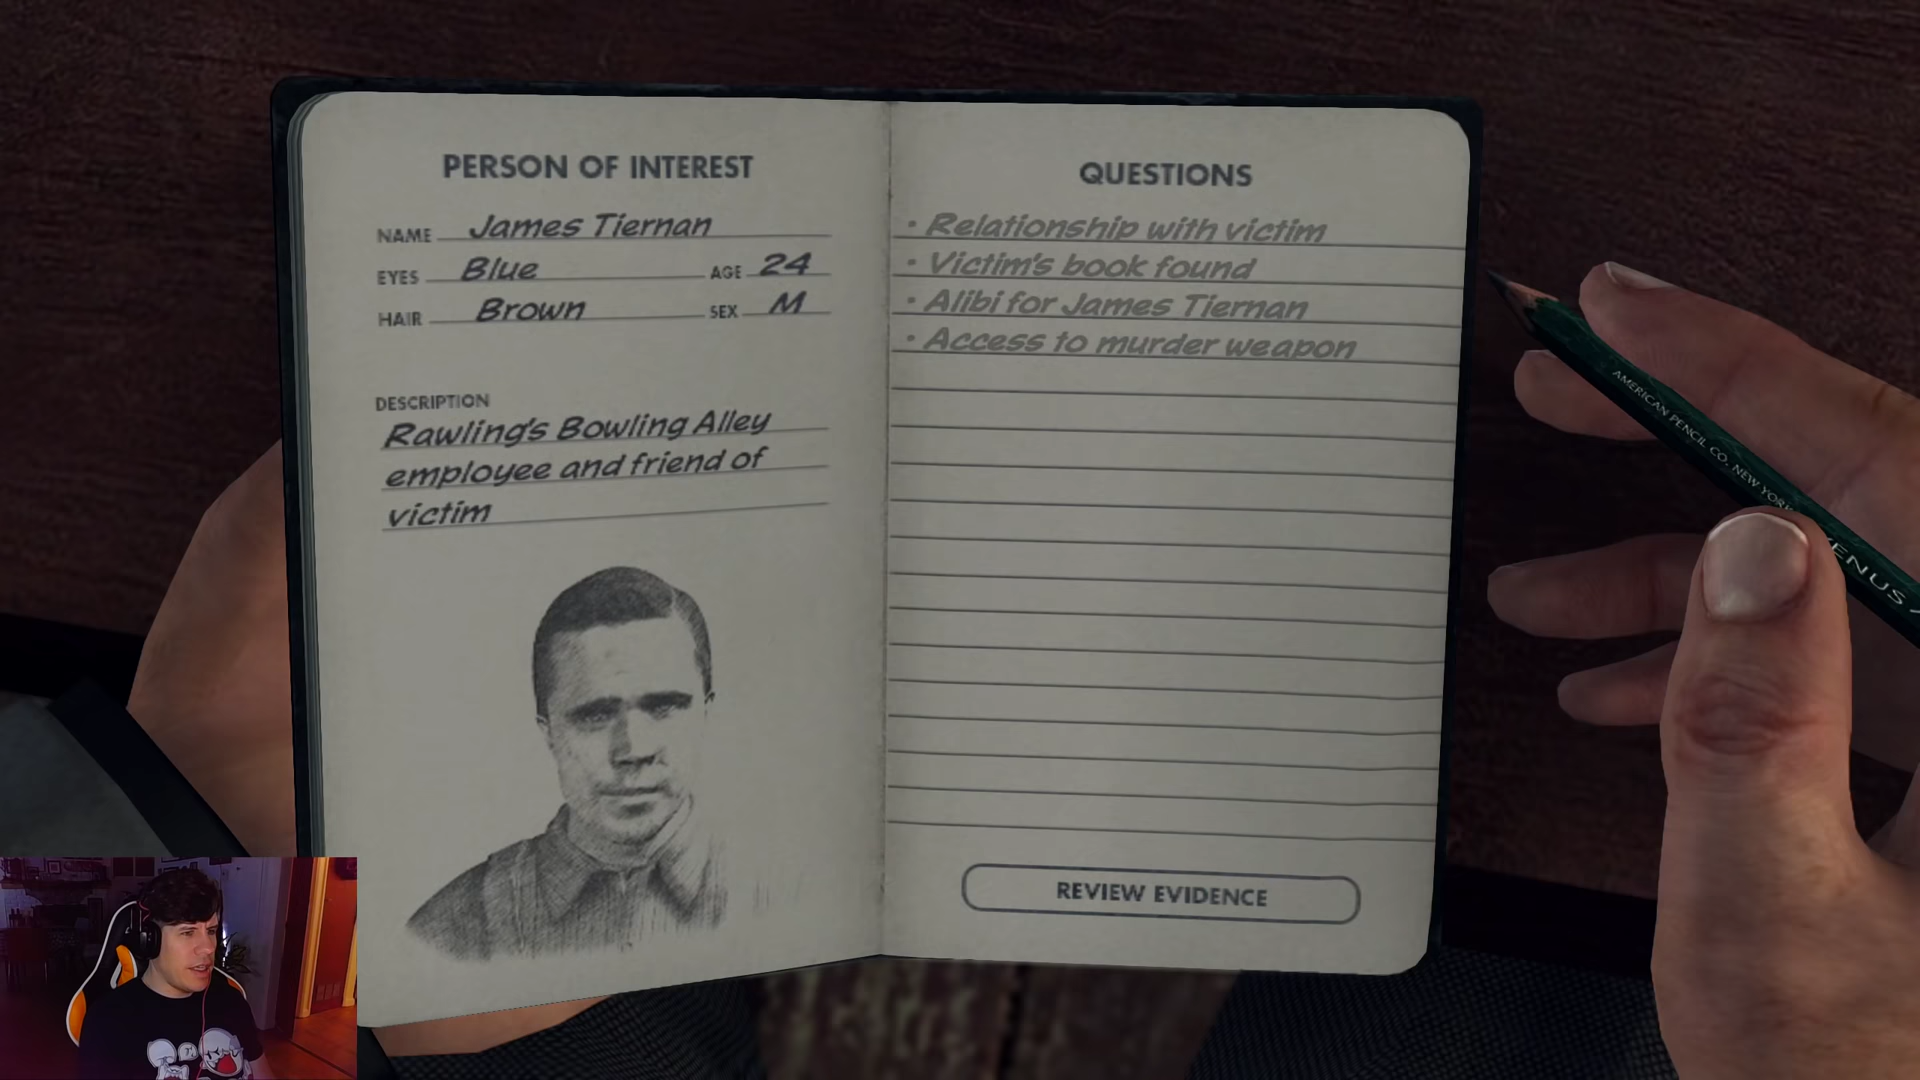 PERSON OF INTEREST
NAME James Tiernan
EYES Blue AGE 24
HAIR Brown SEX M
DESCRIPTION
Rawling's Bowling Alley
employee and friend of
victim
QUESTIONS
• Relationship with victim
• Victim's book found
• Alibi for James Tiernan
• Access to murder weapon
REVIEW EVIDENCE
AMERICAN PENCIL CO. NEW YORK
VENUS